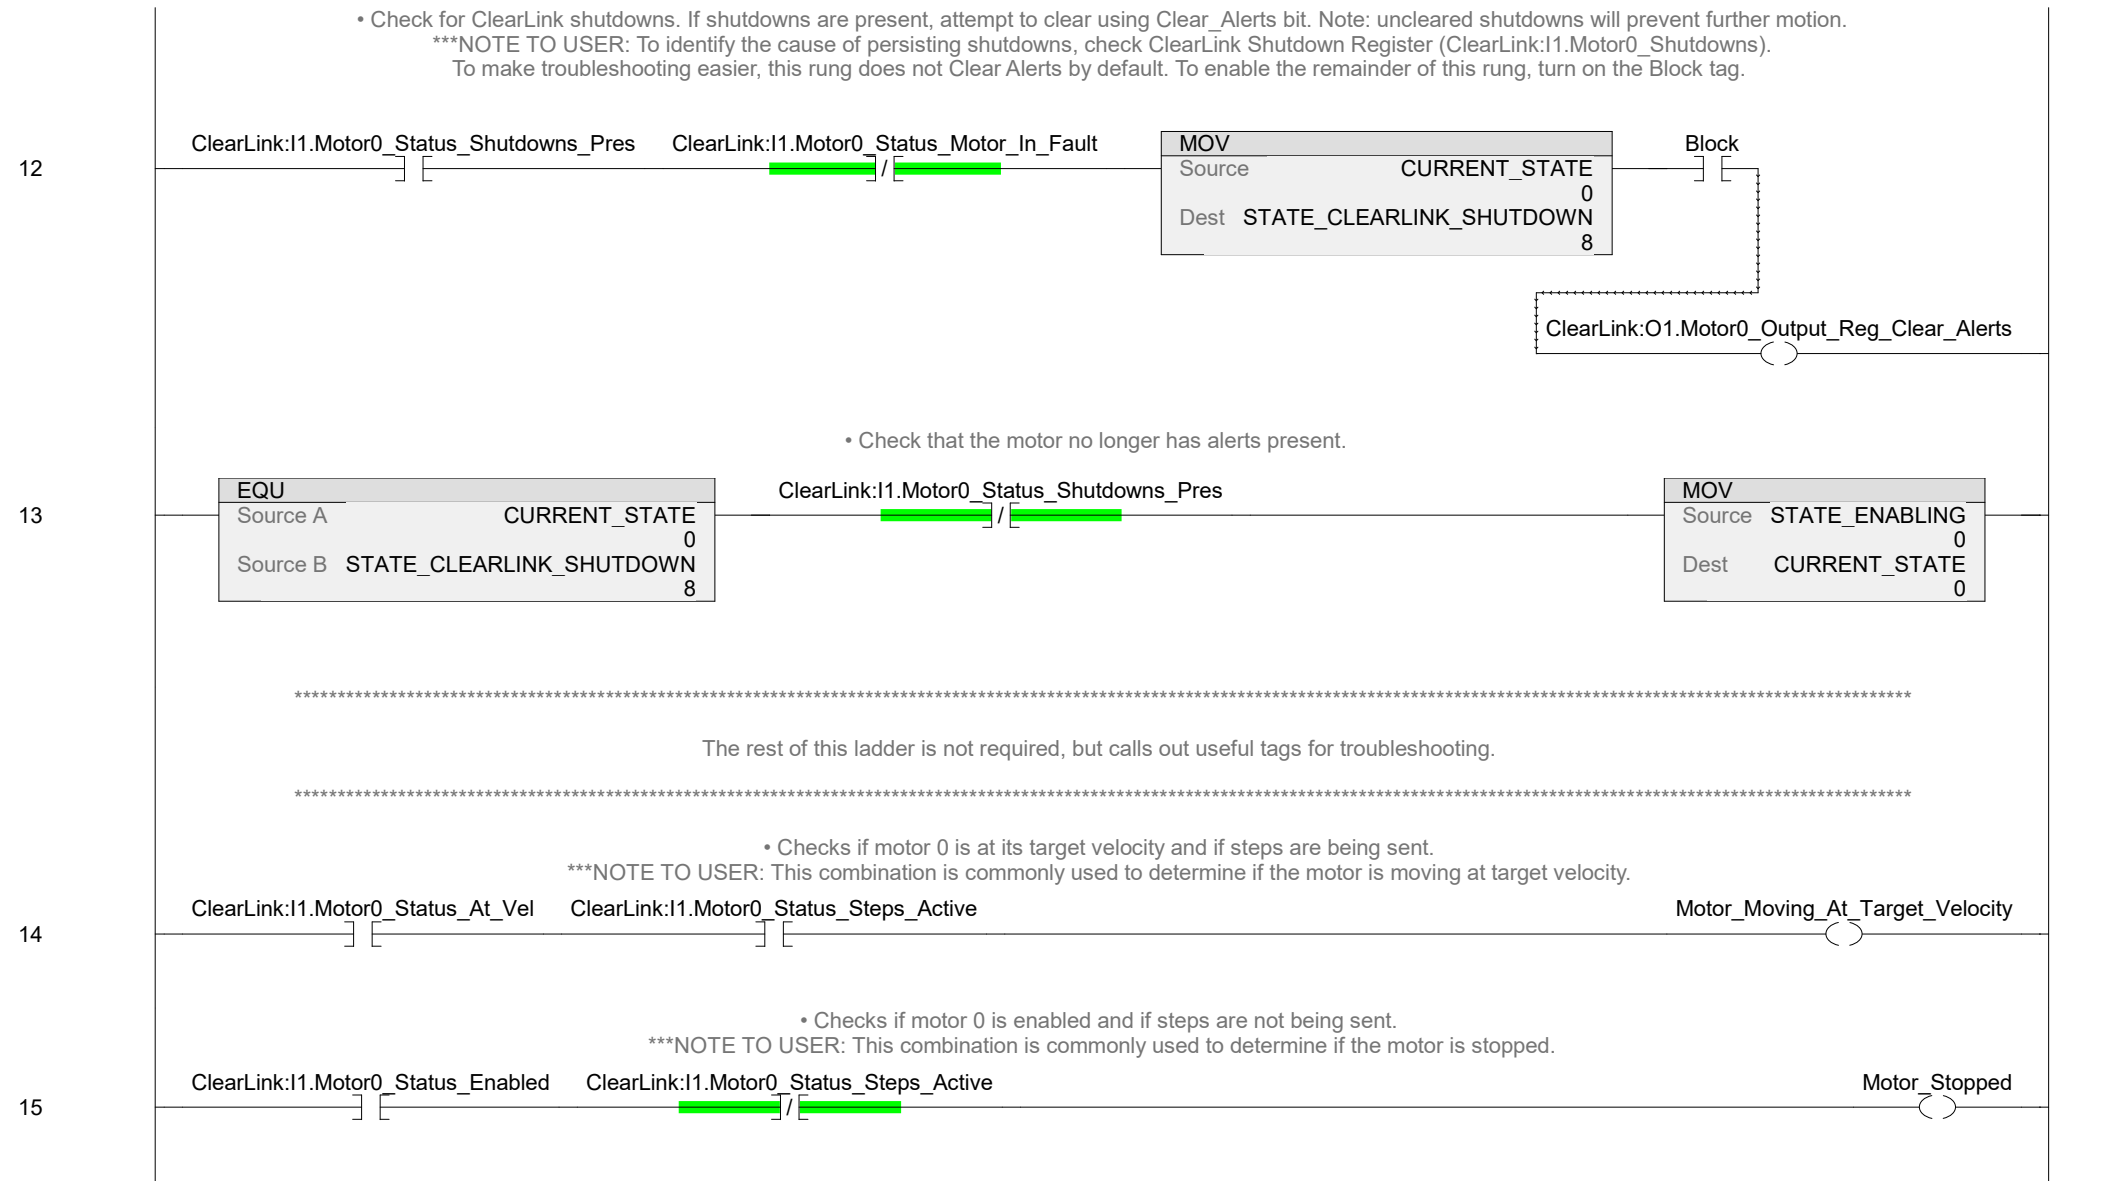 • Check for ClearLink shutdowns. If shutdowns are present, attempt to clear using Clear_Alerts bit. Note: uncleared shutdowns will prevent further motion.
***NOTE TO USER: To identify the cause of persisting shutdowns, check ClearLink Shutdown Register (ClearLink:I1.Motor0_Shutdowns).
To make troubleshooting easier, this rung does not Clear Alerts by default. To enable the remainder of this rung, turn on the Block tag.
ClearLink:I1.Motor0_Status_Shutdowns_Pres ClearLink:I1.Motor0_Status_Motor_In_Fault MOV Block
12 / Source CURRENT_STATE
0
Dest STATE_CLEARLINK_SHUTDOWN
8
ClearLink:O1.Motor0_Output_Reg_Clear_Alerts
• Check that the motor no longer has alerts present.
EQU ClearLink:I1.Motor0_Status_Shutdowns_Pres MOV
13 Source A CURRENT_STATE / Source STATE_ENABLING
0 0
Source B STATE_CLEARLINK_SHUTDOWN Dest CURRENT_STATE
8 0
The rest of this ladder is not required, but calls out useful tags for troubleshooting.
• Checks if motor 0 is at its target velocity and if steps are being sent.
***NOTE TO USER: This combination is commonly used to determine if the motor is moving at target velocity.
ClearLink:I1.Motor0_Status_At_Vel ClearLink:I1.Motor0_Status_Steps_Active Motor_Moving_At_Target_Velocity
14
• Checks if motor 0 is enabled and if steps are not being sent.
***NOTE TO USER: This combination is commonly used to determine if the motor is stopped.
ClearLink:I1.Motor0_Status_Enabled ClearLink:I1.Motor0_Status_Steps_Active Motor_Stopped
15 /